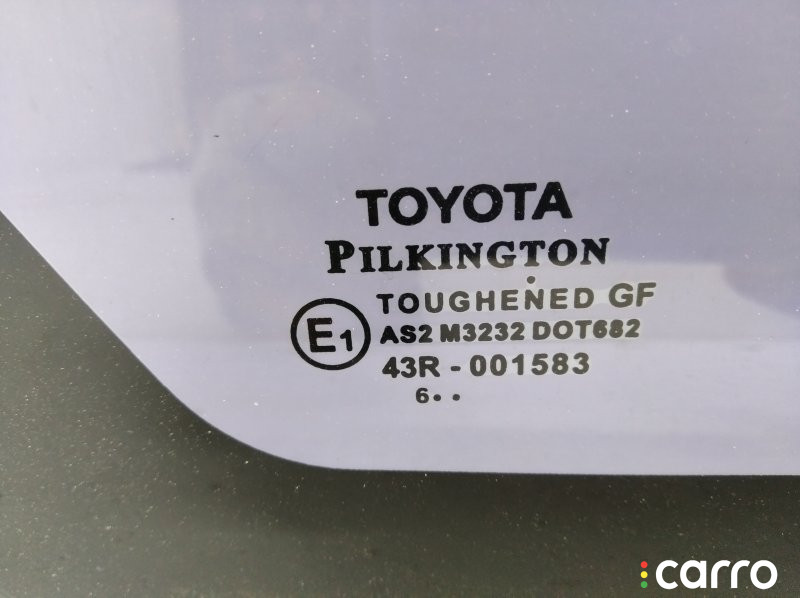 TOYOTA
PILKINGTON
TOUGHENED GF
E1
AS2 M3232 DOT682
43R - 001583
6• •
carro